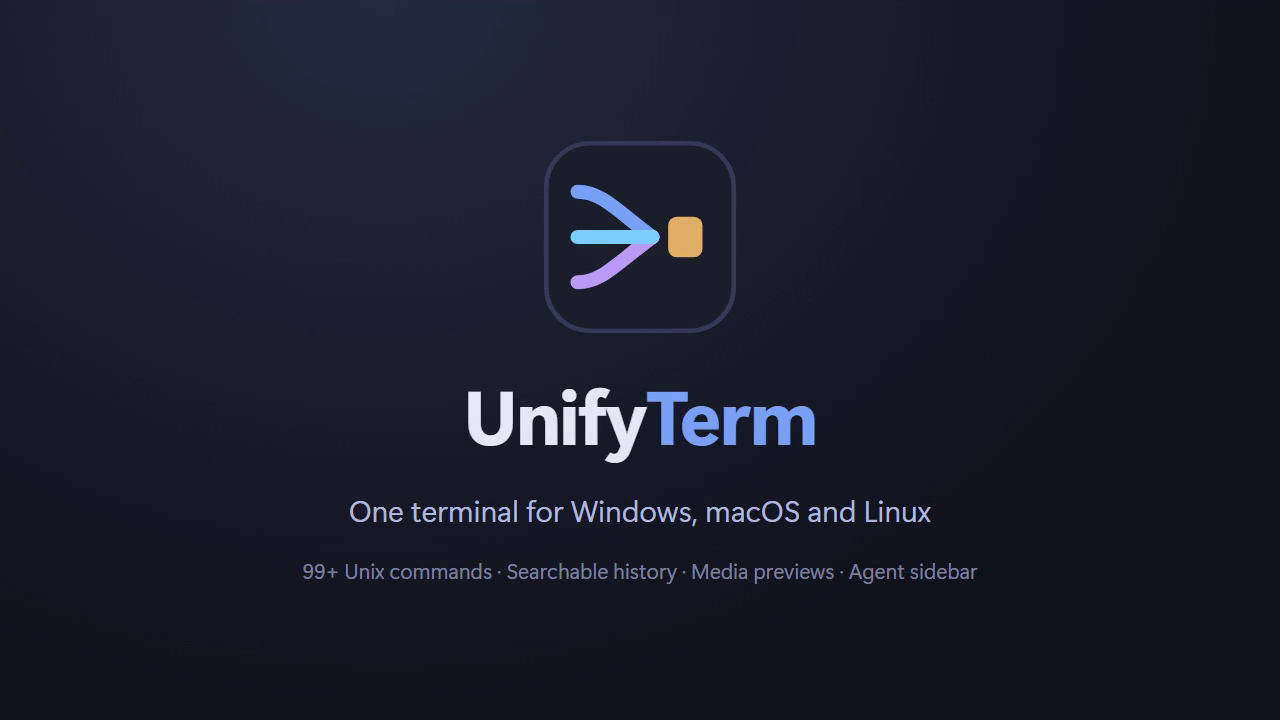 UnifyTerm
One terminal for Windows, macOS and Linux
99+ Unix commands · Searchable history · Media previews · Agent sidebar